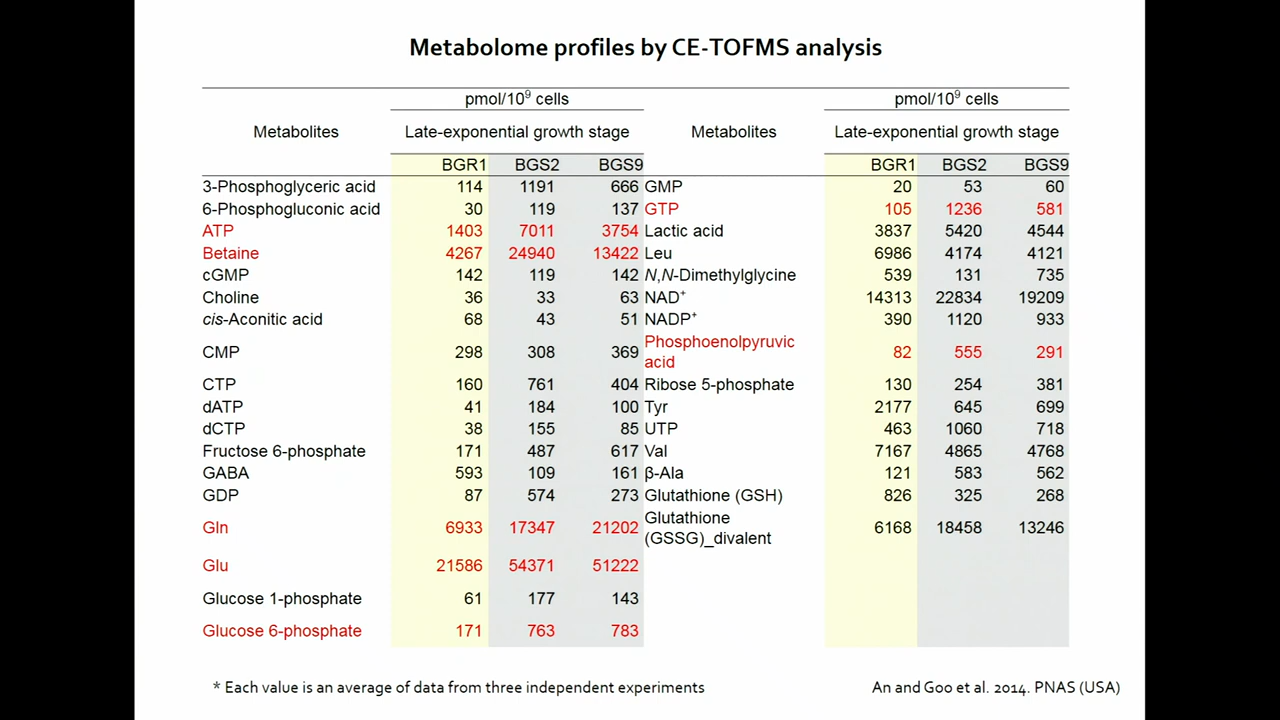 Metabolome profiles by CE-TOFMS analysis
pmol/10⁹ cells pmol/10⁹ cells
Metabolites Late-exponential growth stage Metabolites Late-exponential growth stage
BGR1 BGS2 BGS9 BGR1 BGS2 BGS9
3-Phosphoglyceric acid 114 1191 666 GMP 20 53 60
6-Phosphogluconic acid 30 119 137 GTP 105 1236 581
ATP 1403 7011 3754 Lactic acid 3837 5420 4544
Betaine 4267 24940 13422 Leu 6986 4174 4121
cGMP 142 119 142 N,N-Dimethylglycine 539 131 735
Choline 36 33 63 NAD⁺ 14313 22834 19209
cis-Aconitic acid 68 43 51 NADP⁺ 390 1120 933
CMP 298 308 369 Phosphoenolpyruvic
acid 82 555 291
CTP 160 761 404 Ribose 5-phosphate 130 254 381
dATP 41 184 100 Tyr 2177 645 699
dCTP 38 155 85 UTP 463 1060 718
Fructose 6-phosphate 171 487 617 Val 7167 4865 4768
GABA 593 109 161 β-Ala 121 583 562
GDP 87 574 273 Glutathione (GSH) 826 325 268
Gln 6933 17347 21202 Glutathione
(GSSG)_divalent 6168 18458 13246
Glu 21586 54371 51222
Glucose 1-phosphate 61 177 143
Glucose 6-phosphate 171 763 783
* Each value is an average of data from three independent experiments An and Goo et al. 2014. PNAS (USA)